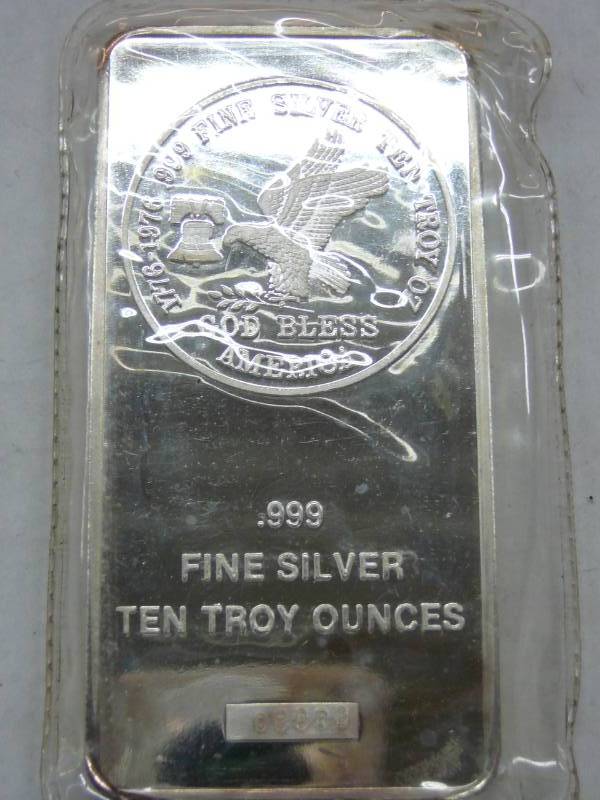 1776-1976 .999 FINE SILVER TEN TROY OZ
GOD BLESS
AMERICA
.999
FINE SILVER
TEN TROY OUNCES